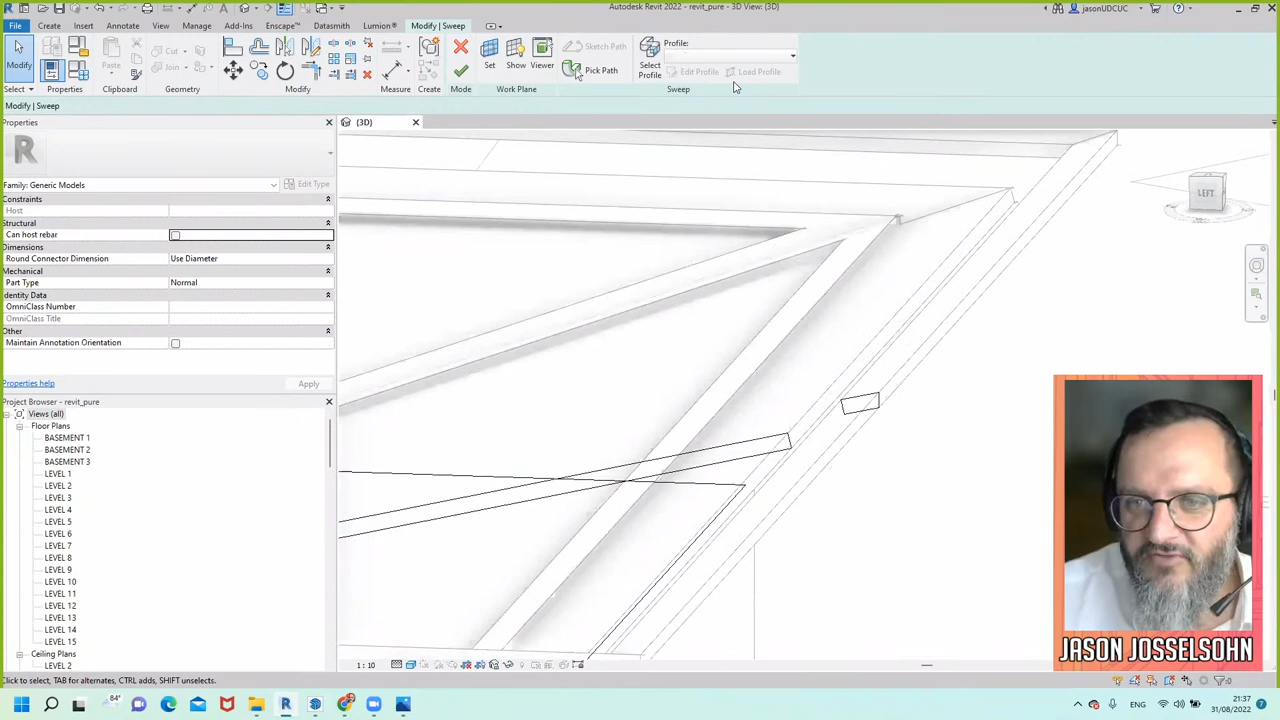 Autodesk Revit 2022 - revit_pure - 3D View: {3D}
jasonUDCUC
File Create Insert Annotate View Manage Add-Ins Enscape™ Datasmith Lumion® Modify | Sweep
Modify
Paste
Cut
Join
Set Show Viewer
Sketch Path
Pick Path
Select Profile
Profile:
Edit Profile Load Profile
Select Properties Clipboard Geometry Modify Measure Create Mode Work Plane Sweep
Modify | Sweep
Properties
{3D}
R
Family: Generic Models
Edit Type
Constraints
Host
Structural
Can host rebar
Dimensions
Round Connector Dimension Use Diameter
Mechanical
Part Type Normal
Identity Data
OmniClass Number
OmniClass Title
Other
Maintain Annotation Orientation
Properties help
Apply
Project Browser - revit_pure
Views (all)
Floor Plans
BASEMENT 1
BASEMENT 2
BASEMENT 3
LEVEL 1
LEVEL 2
LEVEL 3
LEVEL 4
LEVEL 5
LEVEL 6
LEVEL 7
LEVEL 8
LEVEL 9
LEVEL 10
LEVEL 11
LEVEL 12
LEVEL 13
LEVEL 14
LEVEL 15
Ceiling Plans
LEVEL 2
LEFT
JASON JOSSELSOHN
1 : 10
Click to select, TAB for alternates, CTRL adds, SHIFT unselects.
:0
84°
ENG
21:37
31/08/2022